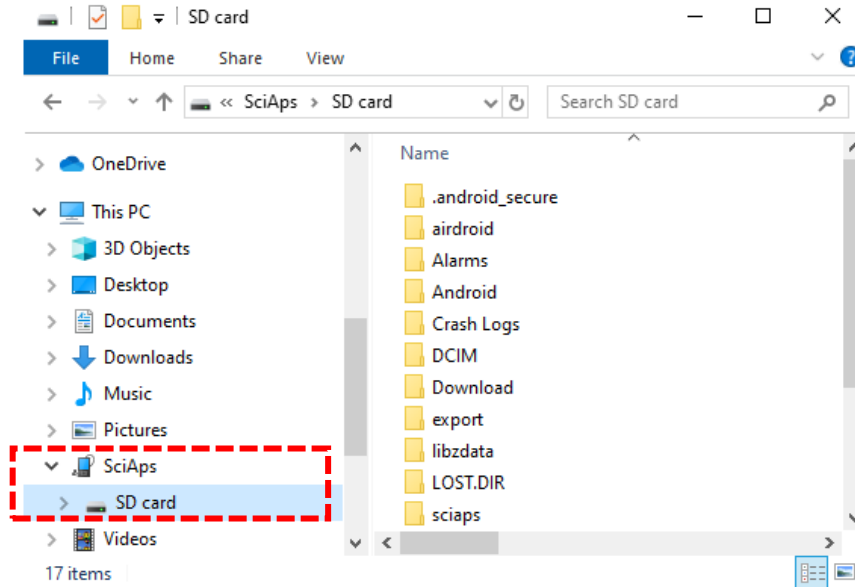 SD card
File Home Share View
?
« SciAps > SD card
Search SD card
OneDrive
This PC
3D Objects
Desktop
Documents
Downloads
Music
Pictures
SciAps
SD card
Videos
Name
.android_secure
airdroid
Alarms
Android
Crash Logs
DCIM
Download
export
libzdata
LOST.DIR
sciaps
17 items